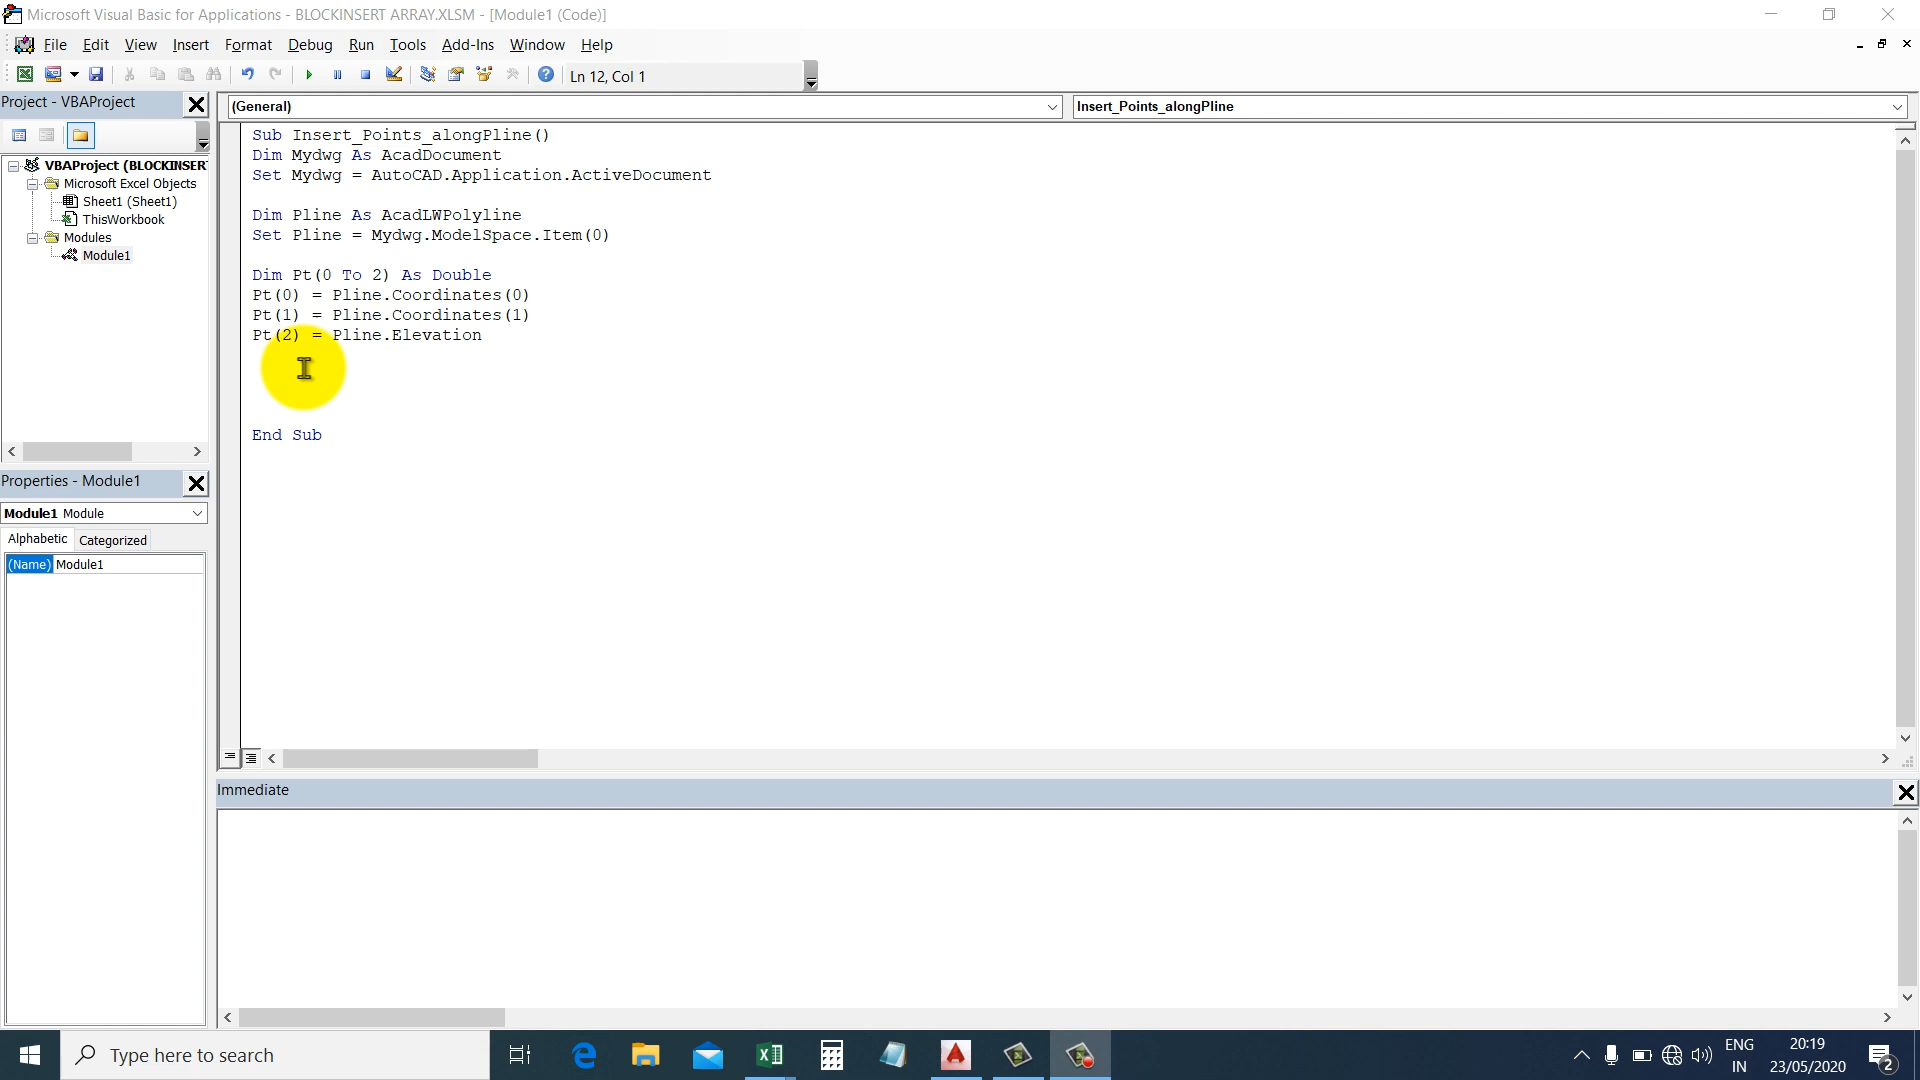 Microsoft Visual Basic for Applications - BLOCKINSERT ARRAY.XLSM - [Module1 (Code)]
File Edit View Insert Format Debug Run Tools Add-Ins Window Help
Ln 12, Col 1
Project - VBAProject
(General)
Insert_Points_alongPline
VBAProject (BLOCKINSER
Microsoft Excel Objects
Sheet1 (Sheet1)
ThisWorkbook
Modules
Module1
Sub Insert_Points_alongPline()
Dim Mydwg As AcadDocument
Set Mydwg = AutoCAD.Application.ActiveDocument
Dim Pline As AcadLWPolyline
Set Pline = Mydwg.ModelSpace.Item(0)
Dim Pt(0 To 2) As Double
Pt(0) = Pline.Coordinates(0)
Pt(1) = Pline.Coordinates(1)
Pt(2) = Pline.Elevation
End Sub
Properties - Module1
Module1 Module
Alphabetic Categorized
(Name) Module1
Immediate
Type here to search
ENG
IN
20:19
23/05/2020
2